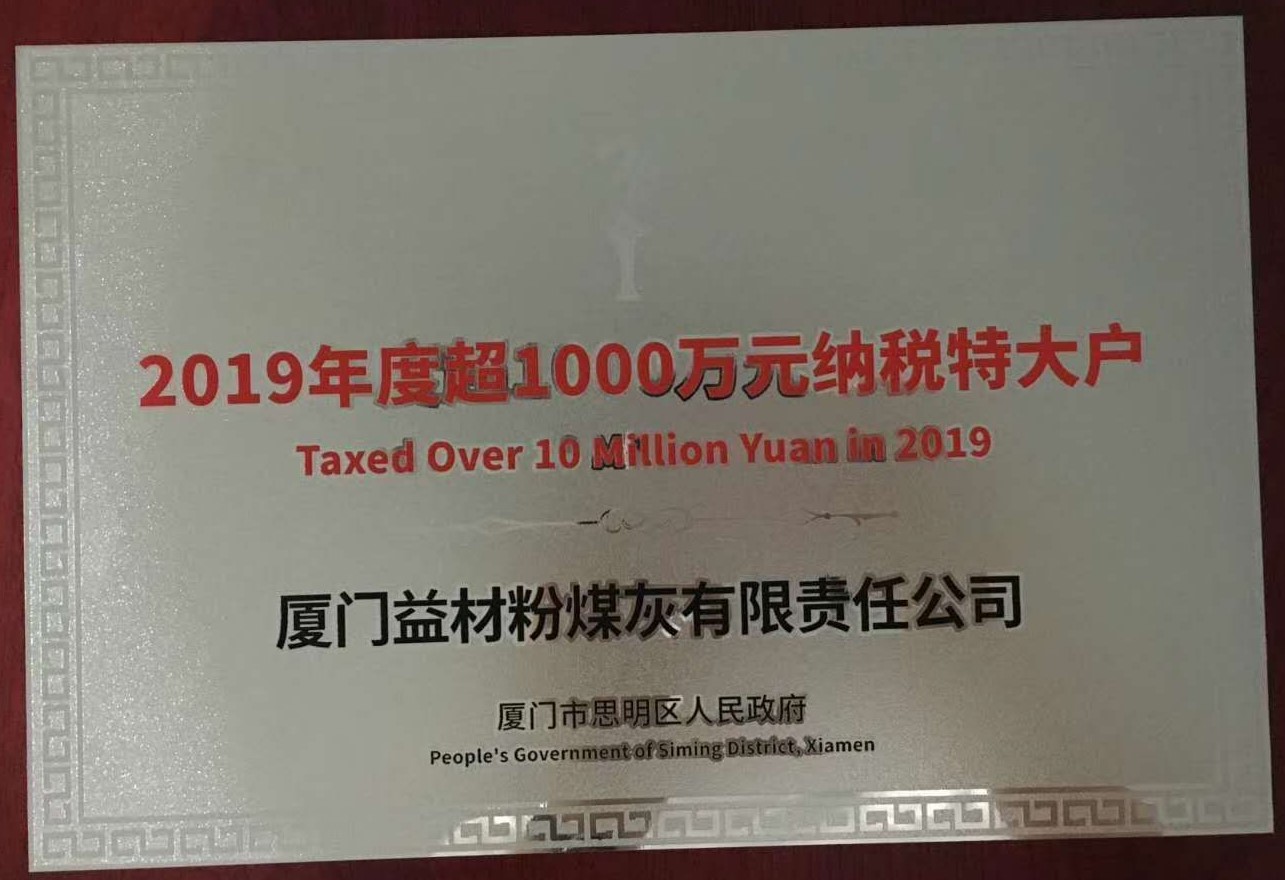 2019年度超1000万元纳税特大户
Taxed Over 10 Million Yuan in 2019
厦门益材粉煤灰有限责任公司
厦门市思明区人民政府
People's Government of Siming District, Xiamen